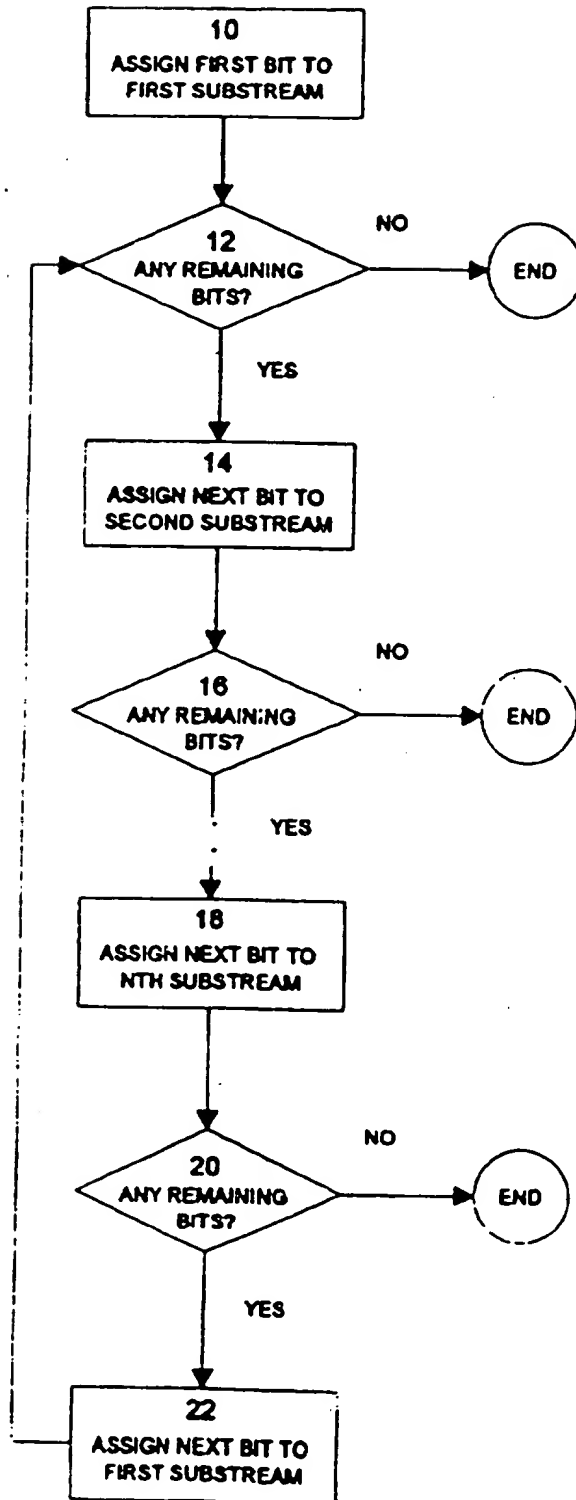 10
ASSIGN FIRST BIT TO
FIRST SUBSTREAM
12
ANY REMAINING
BITS?
NO
END
YES
14
ASSIGN NEXT BIT TO
SECOND SUBSTREAM
16
ANY REMAINING
BITS?
NO
END
YES
18
ASSIGN NEXT BIT TO
NTH SUBSTREAM
20
ANY REMAINING
BITS?
NO
END
YES
22
ASSIGN NEXT BIT TO
FIRST SUBSTREAM